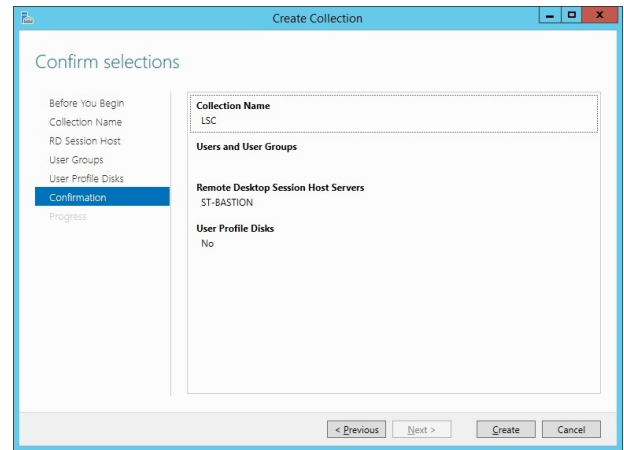 Create Collection
Confirm selections
Before You Begin
Collection Name
RD Session Host
User Groups
User Profile Disks
Confirmation
Progress
Collection Name
LSC
Users and User Groups
Remote Desktop Session Host Servers
ST-BASTION
User Profile Disks
No
< Previous
Next >
Create
Cancel